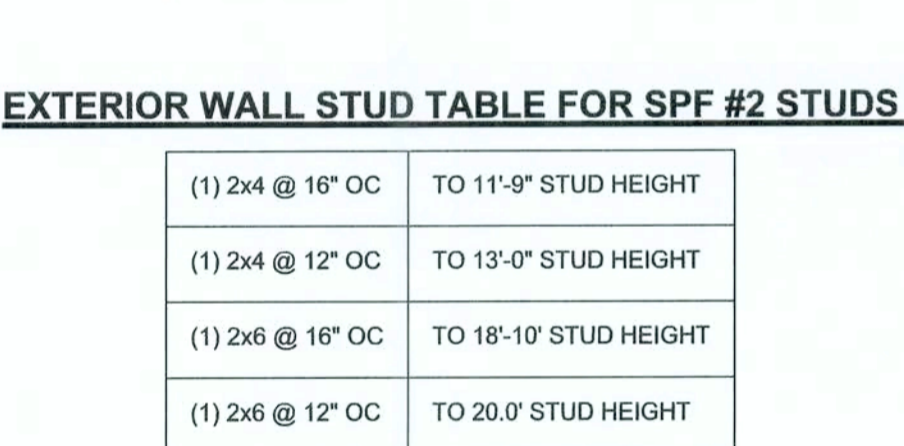 EXTERIOR WALL STUD TABLE FOR SPF #2 STUDS
(1) 2x4 @ 16" OC TO 11'-9" STUD HEIGHT
(1) 2x4 @ 12" OC TO 13'-0" STUD HEIGHT
(1) 2x6 @ 16" OC TO 18'-10' STUD HEIGHT
(1) 2x6 @ 12" OC TO 20.0' STUD HEIGHT